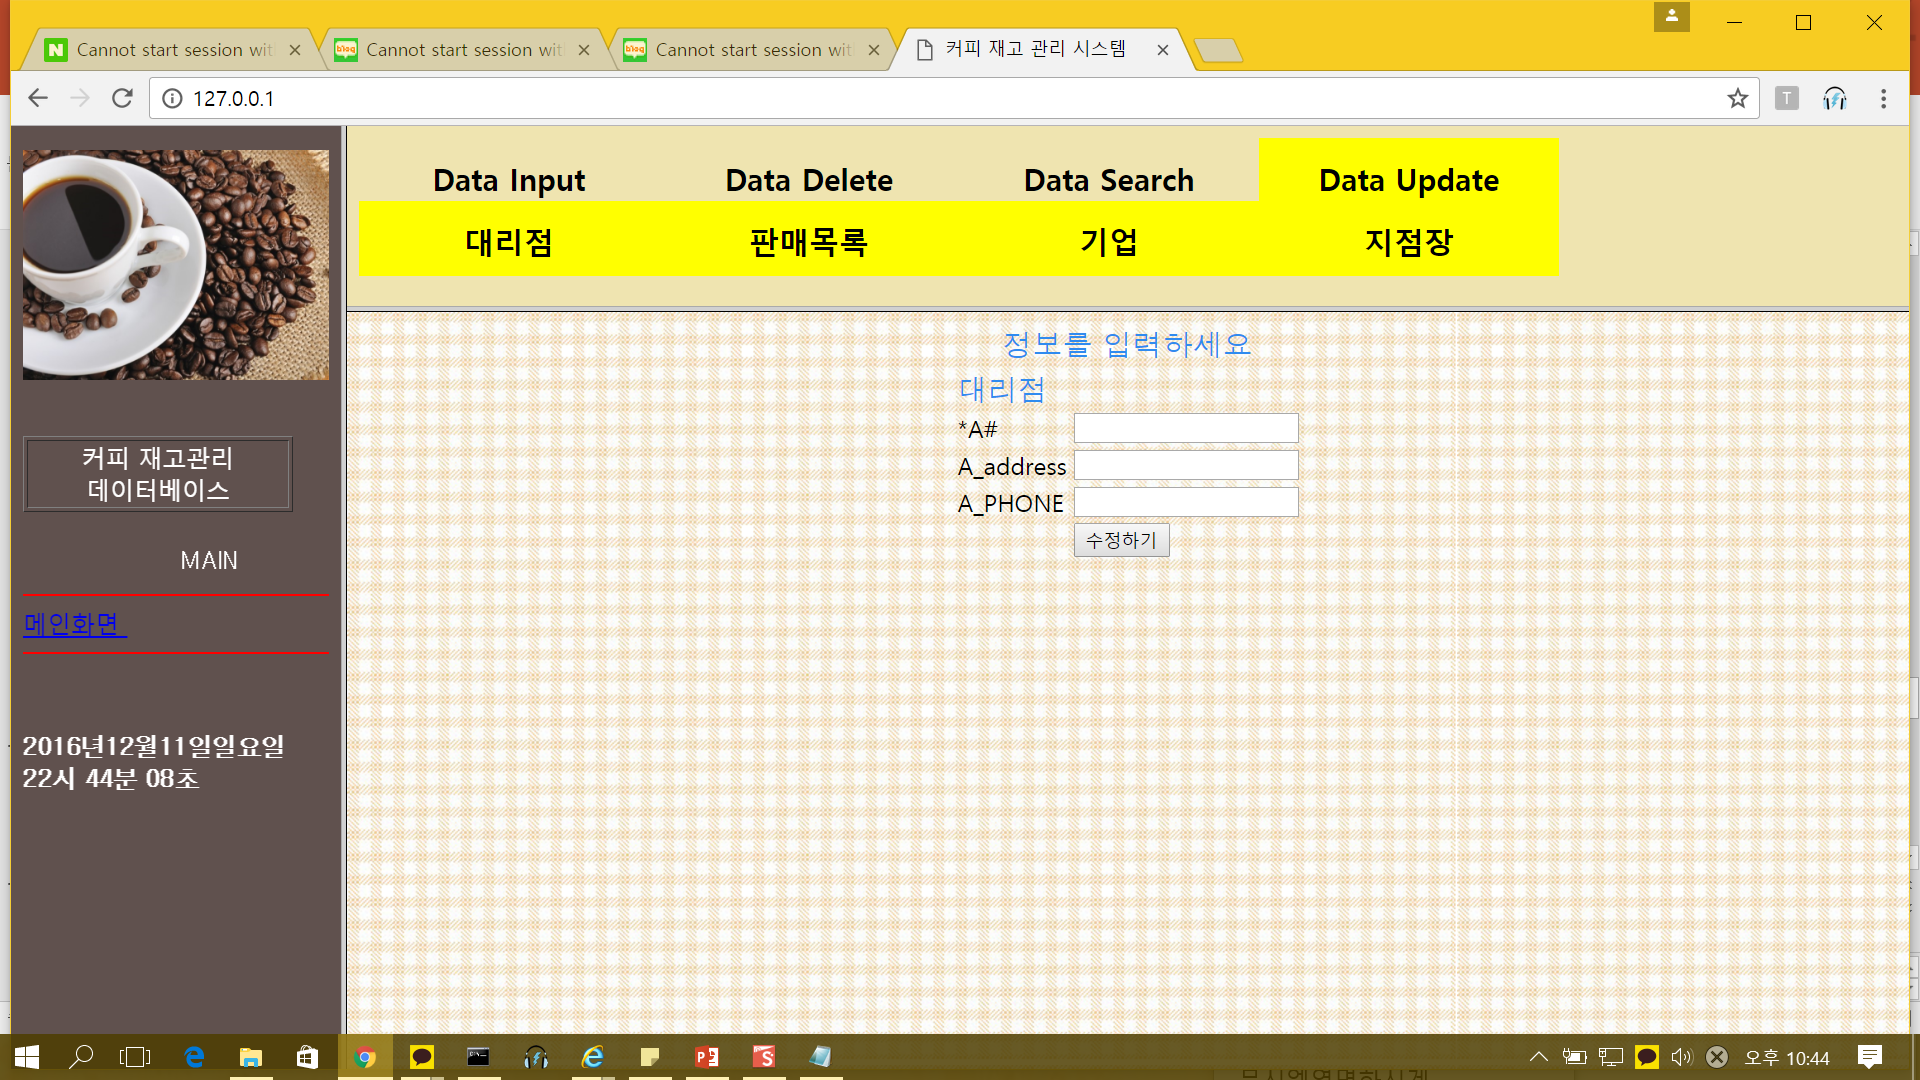 Cannot start session wit
Cannot start session wit
Cannot start session wit
커피 재고 관리 시스템
127.0.0.1
T
커피 재고관리
데이터베이스
MAIN
메인화면
2016년12월11일일요일
22시 44분 08초
Data Input
Data Delete
Data Search
Data Update
대리점
판매목록
기업
지점장
정보를 입력하세요
대리점
*A#
A_address
A_PHONE
수정하기
오후 10:44